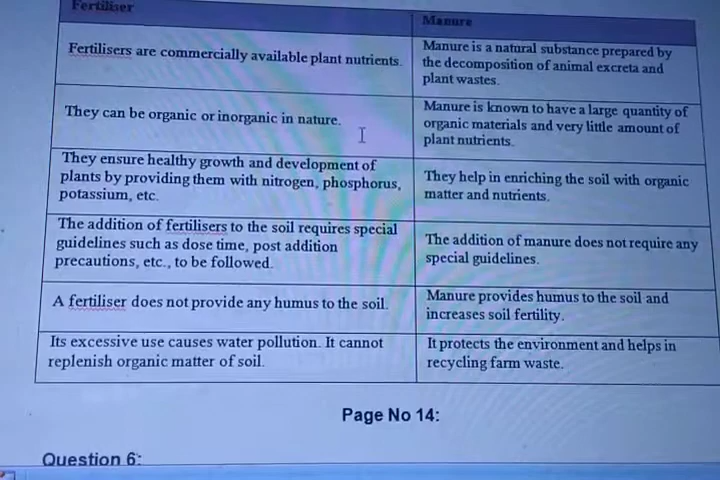 Fertiliser
Manure
Fertilisers are commercially available plant nutrients.
Manure is a natural substance prepared by
the decomposition of animal excreta and
plant wastes.
They can be organic or inorganic in nature.
Manure is known to have a large quantity of
organic materials and very little amount of
plant nutrients.
They ensure healthy growth and development of
plants by providing them with nitrogen, phosphorus,
potassium, etc.
They help in enriching the soil with organic
matter and nutrients.
The addition of fertilisers to the soil requires special
guidelines such as dose time, post addition
precautions, etc., to be followed.
The addition of manure does not require any
special guidelines.
A fertiliser does not provide any humus to the soil.
Manure provides humus to the soil and
increases soil fertility.
Its excessive use causes water pollution. It cannot
replenish organic matter of soil.
It protects the environment and helps in
recycling farm waste.
Page No 14:
Question 6: